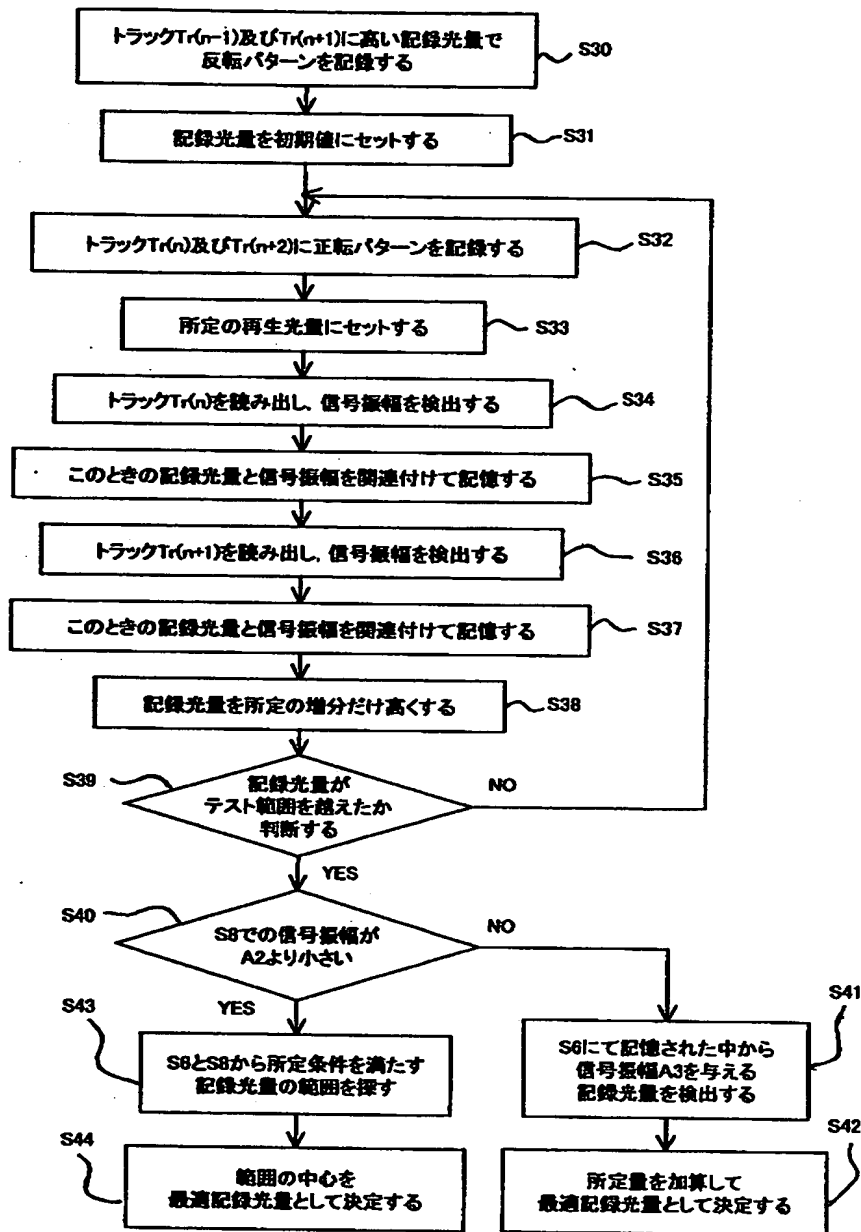 トラックTr(n-i)及びTr(n+1)に高い記録光量で
反転パターンを記録する
S30
記録光量を初期値にセットする
S31
トラックTr(n)及びTr(n+2)に正転パターンを記録する
S32
所定の再生光量にセットする
S33
トラックTr(n)を読み出し、信号振幅を検出する
S34
このときの記録光量と信号振幅を関連付けて記憶する
S35
トラックTr(n+1)を読み出し、信号振幅を検出する
S36
このときの記録光量と信号振幅を関連付けて記憶する
S37
記録光量を所定の増分だけ高くする
S38
S39
記録光量が
テスト範囲を越えたか
判断する
NO
YES
S40
S8での信号振幅が
A2より小さい
NO
YES
S43
S6とS8から所定条件を満たす
記録光量の範囲を探す
S41
S6にて記憶された中から
信号振幅A3を与える
記録光量を検出する
S44
範囲の中心を
最適記録光量として決定する
S42
所定量を加算して
最適記録光量として決定する